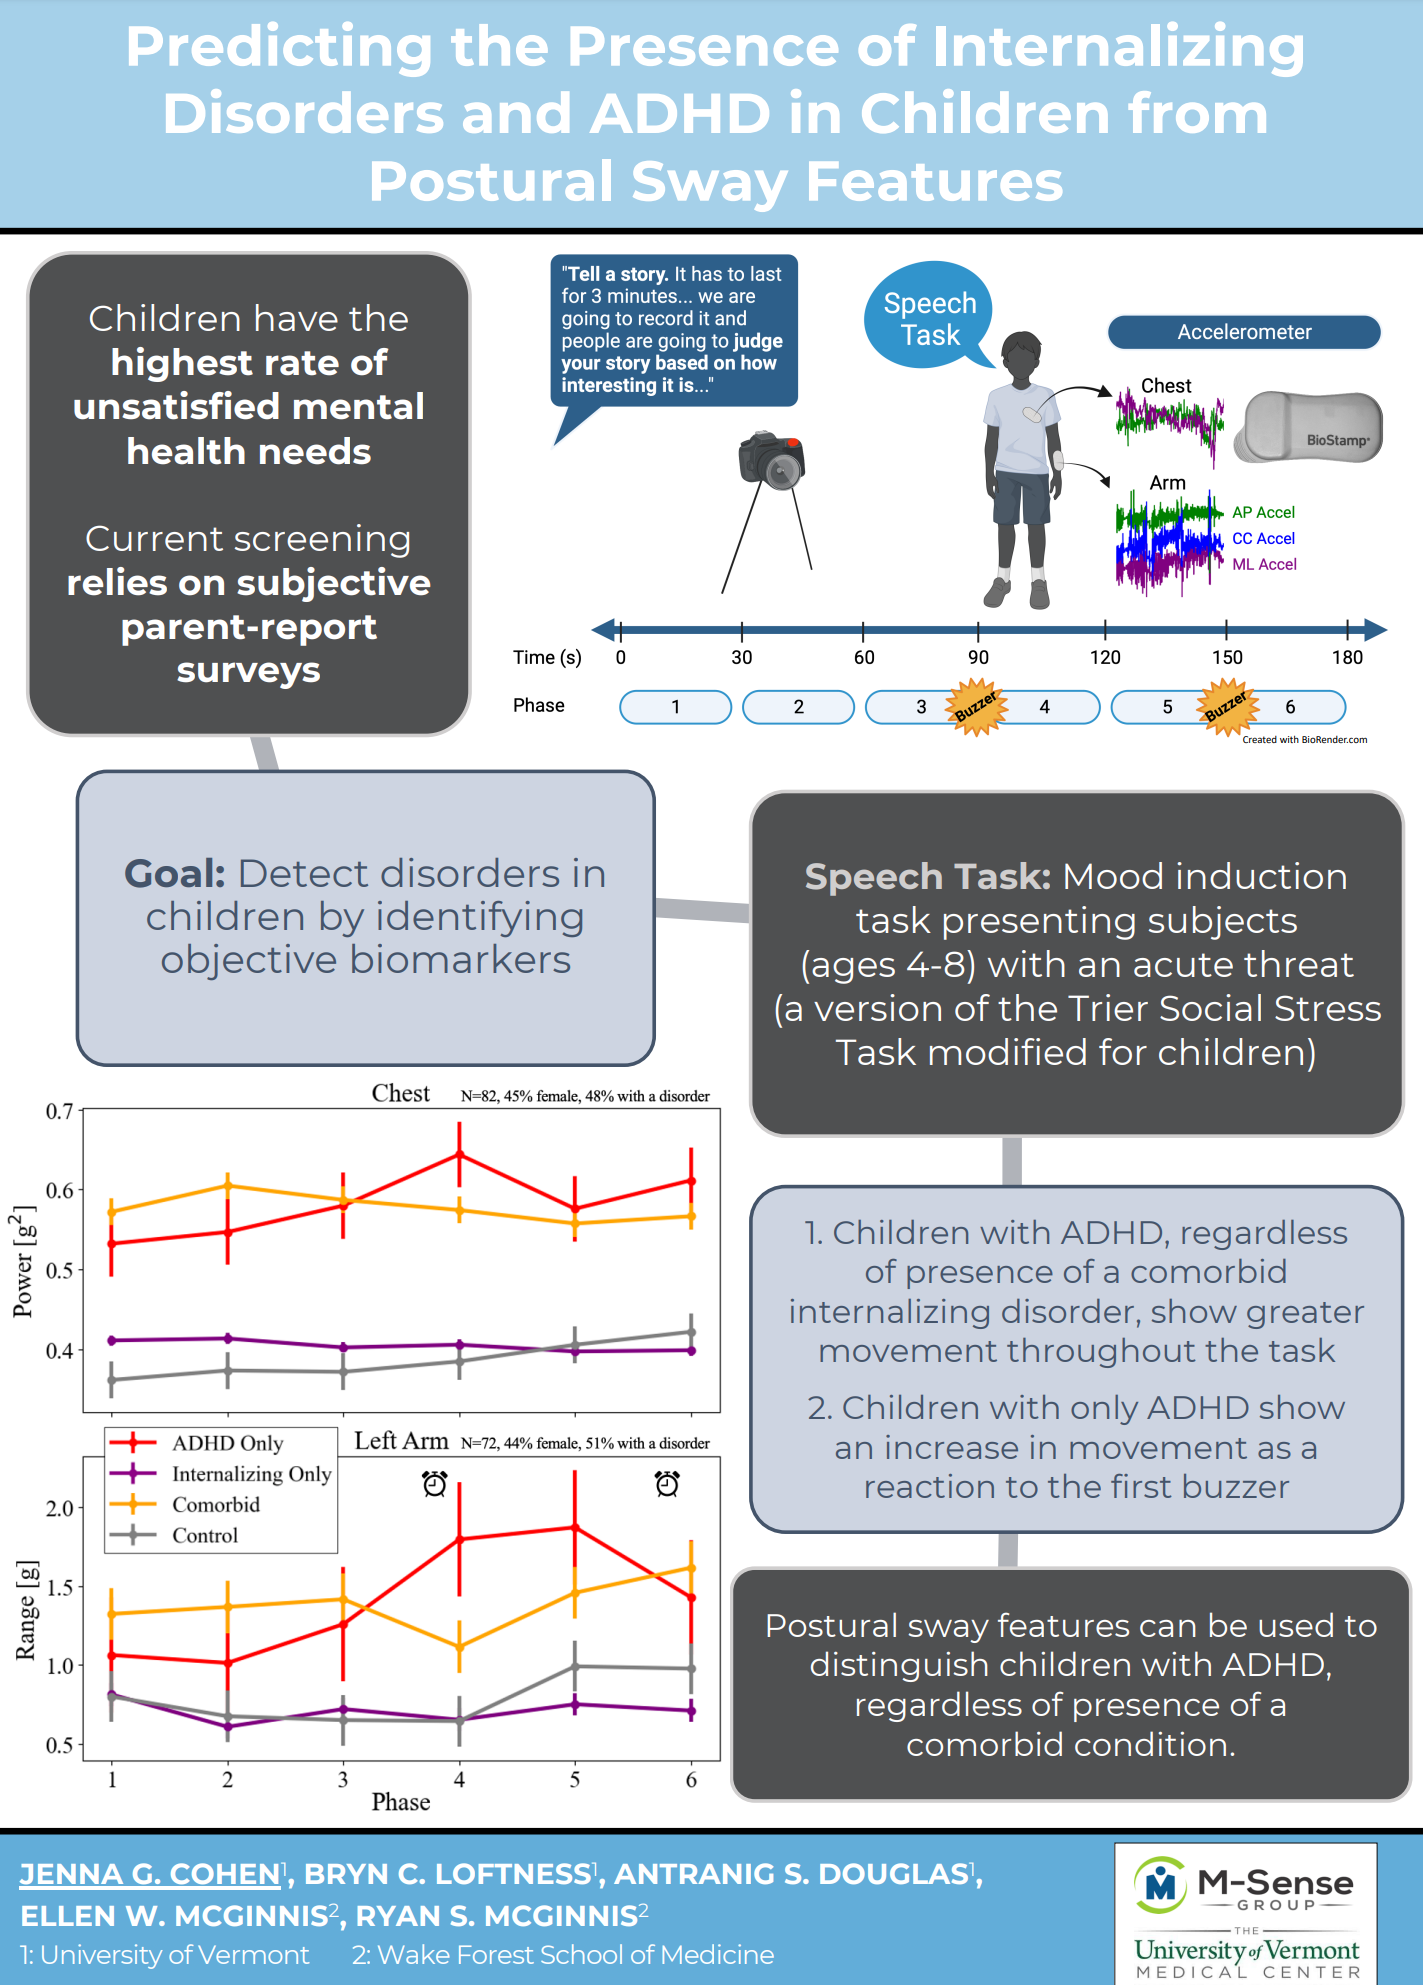 Predicting the Presence of Internalizing
Disorders and ADHD in Children from
Postural Sway Features
Children have the
highest rate of
unsatisfied mental
health needs
Current screening
relies on subjective
parent-report
surveys
"Tell a story. It has to last
for 3 minutes... we are
going to record it and
people are going to judge
your story based on how
interesting it is..."
Speech
Task
Accelerometer
Chest
BioStamp
Arm
AP Accel
CC Accel
ML Accel
Time (s) 0 30 60 90 120 150 180
Phase 1 2 3 Buzzer 4 5 Buzzer 6
Created with BioRender.com
Goal: Detect disorders in
children by identifying
objective biomarkers
Speech Task: Mood induction
task presenting subjects
(ages 4-8) with an acute threat
(a version of the Trier Social Stress
Task modified for children)
Chest N=82, 45% female, 48% with a disorder
0.7
0.6
0.5
0.4
Power [g²]
Left Arm N=72, 44% female, 51% with a disorder
ADHD Only
Internalizing Only
Comorbid
Control
2.0
1.5
1.0
0.5
Range [g]
1 2 3 4 5 6
Phase
1. Children with ADHD, regardless
of presence of a comorbid
internalizing disorder, show greater
movement throughout the task
2. Children with only ADHD show
an increase in movement as a
reaction to the first buzzer
Postural sway features can be used to
distinguish children with ADHD,
regardless of presence of a
comorbid condition.
JENNA G. COHEN¹, BRYN C. LOFTNESS¹, ANTRANIG S. DOUGLAS¹,
ELLEN W. MCGINNIS², RYAN S. MCGINNIS²
1: University of Vermont 2: Wake Forest School of Medicine
M-Sense
GROUP
THE
University of Vermont
MEDICAL CENTER